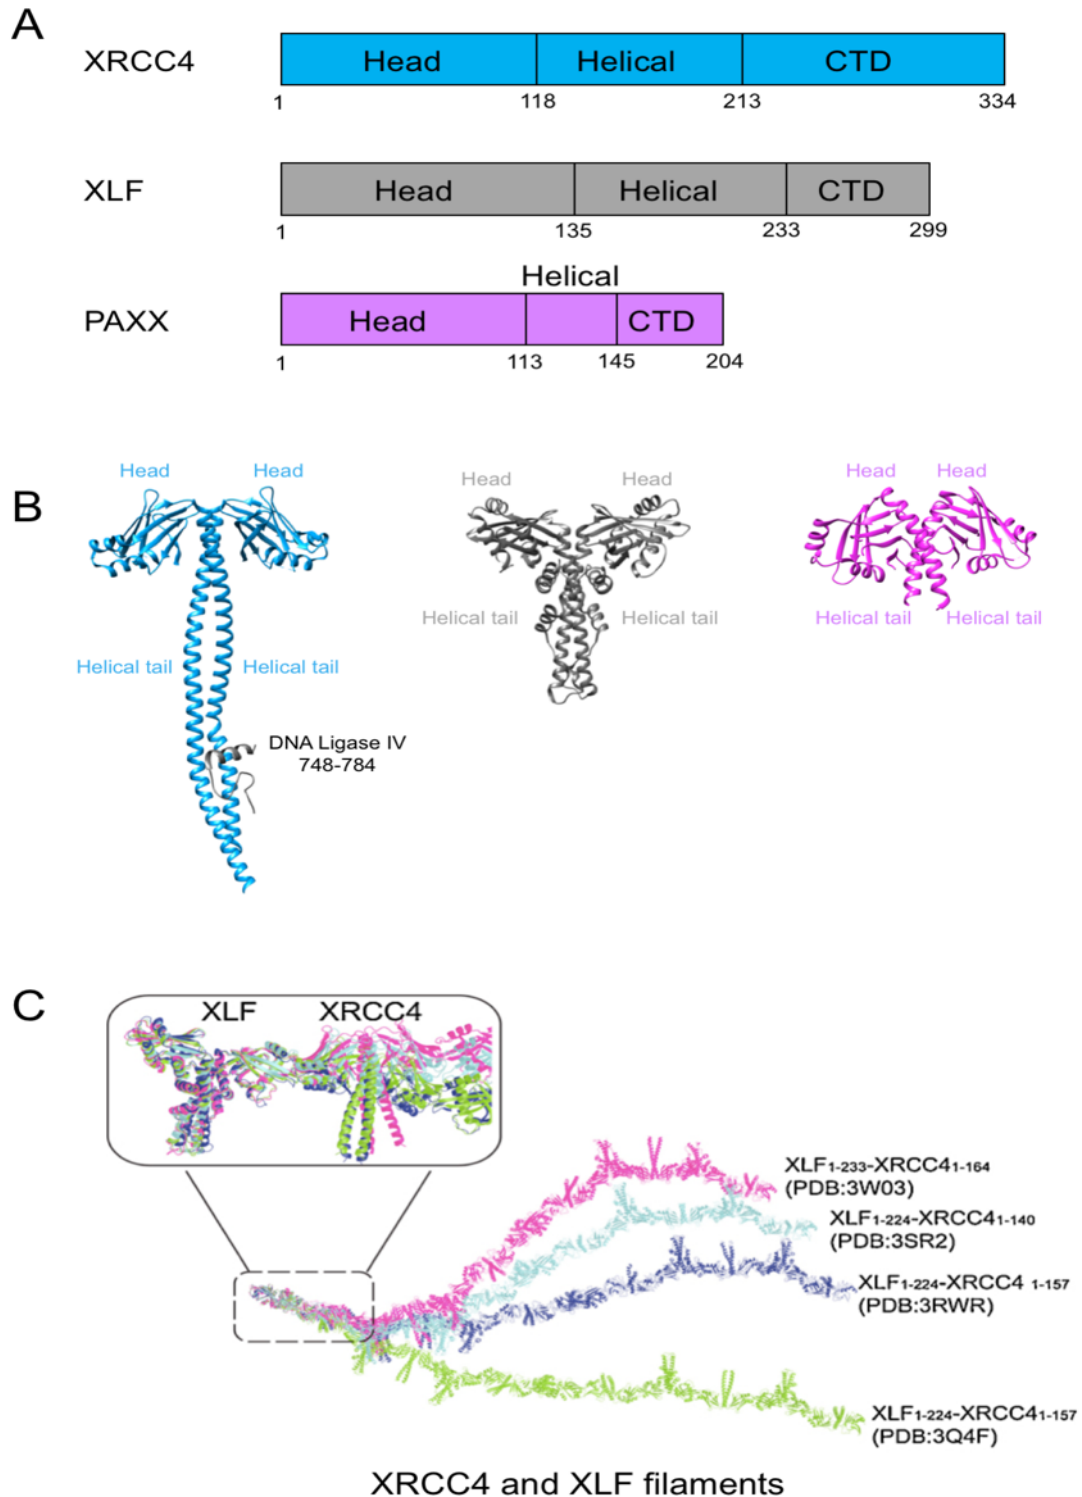 A
XRCC4
Head Helical CTD
1 118 213 334
XLF
Head Helical CTD
1 135 233 299
Helical
PAXX
Head CTD
1 113 145 204
B
Head Head
Helical tail Helical tail
DNA Ligase IV
748-784
Head Head
Helical tail Helical tail
Head Head
Helical tail Helical tail
C
XLF XRCC4
XLF1-233-XRCC41-164
(PDB:3W03)
XLF1-224-XRCC41-140
(PDB:3SR2)
XLF1-224-XRCC4 1-157
(PDB:3RWR)
XLF1-224-XRCC41-157
(PDB:3Q4F)
XRCC4 and XLF filaments